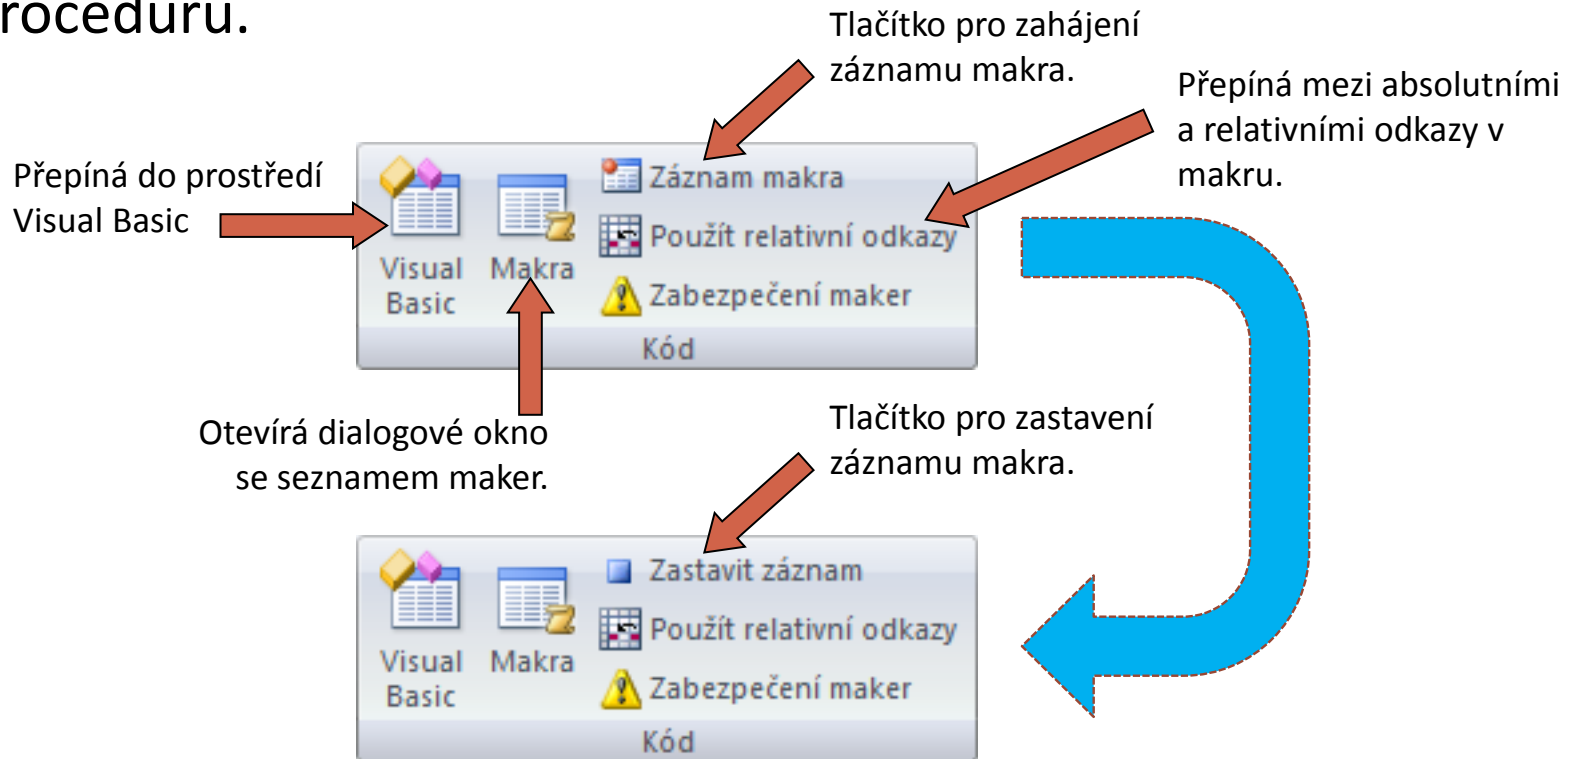 roceduru.
Tlačítko pro zahájení
záznamu makra.
Přepíná mezi absolutními
a relativními odkazy v
makru.
Přepíná do prostředí
Visual Basic
Visual
Basic
Makra
Záznam makra
Použít relativní odkazy
Zabezpečení maker
Kód
Otevírá dialogové okno
se seznamem maker.
Tlačítko pro zastavení
záznamu makra.
Visual
Basic
Makra
Zastavit záznam
Použít relativní odkazy
Zabezpečení maker
Kód